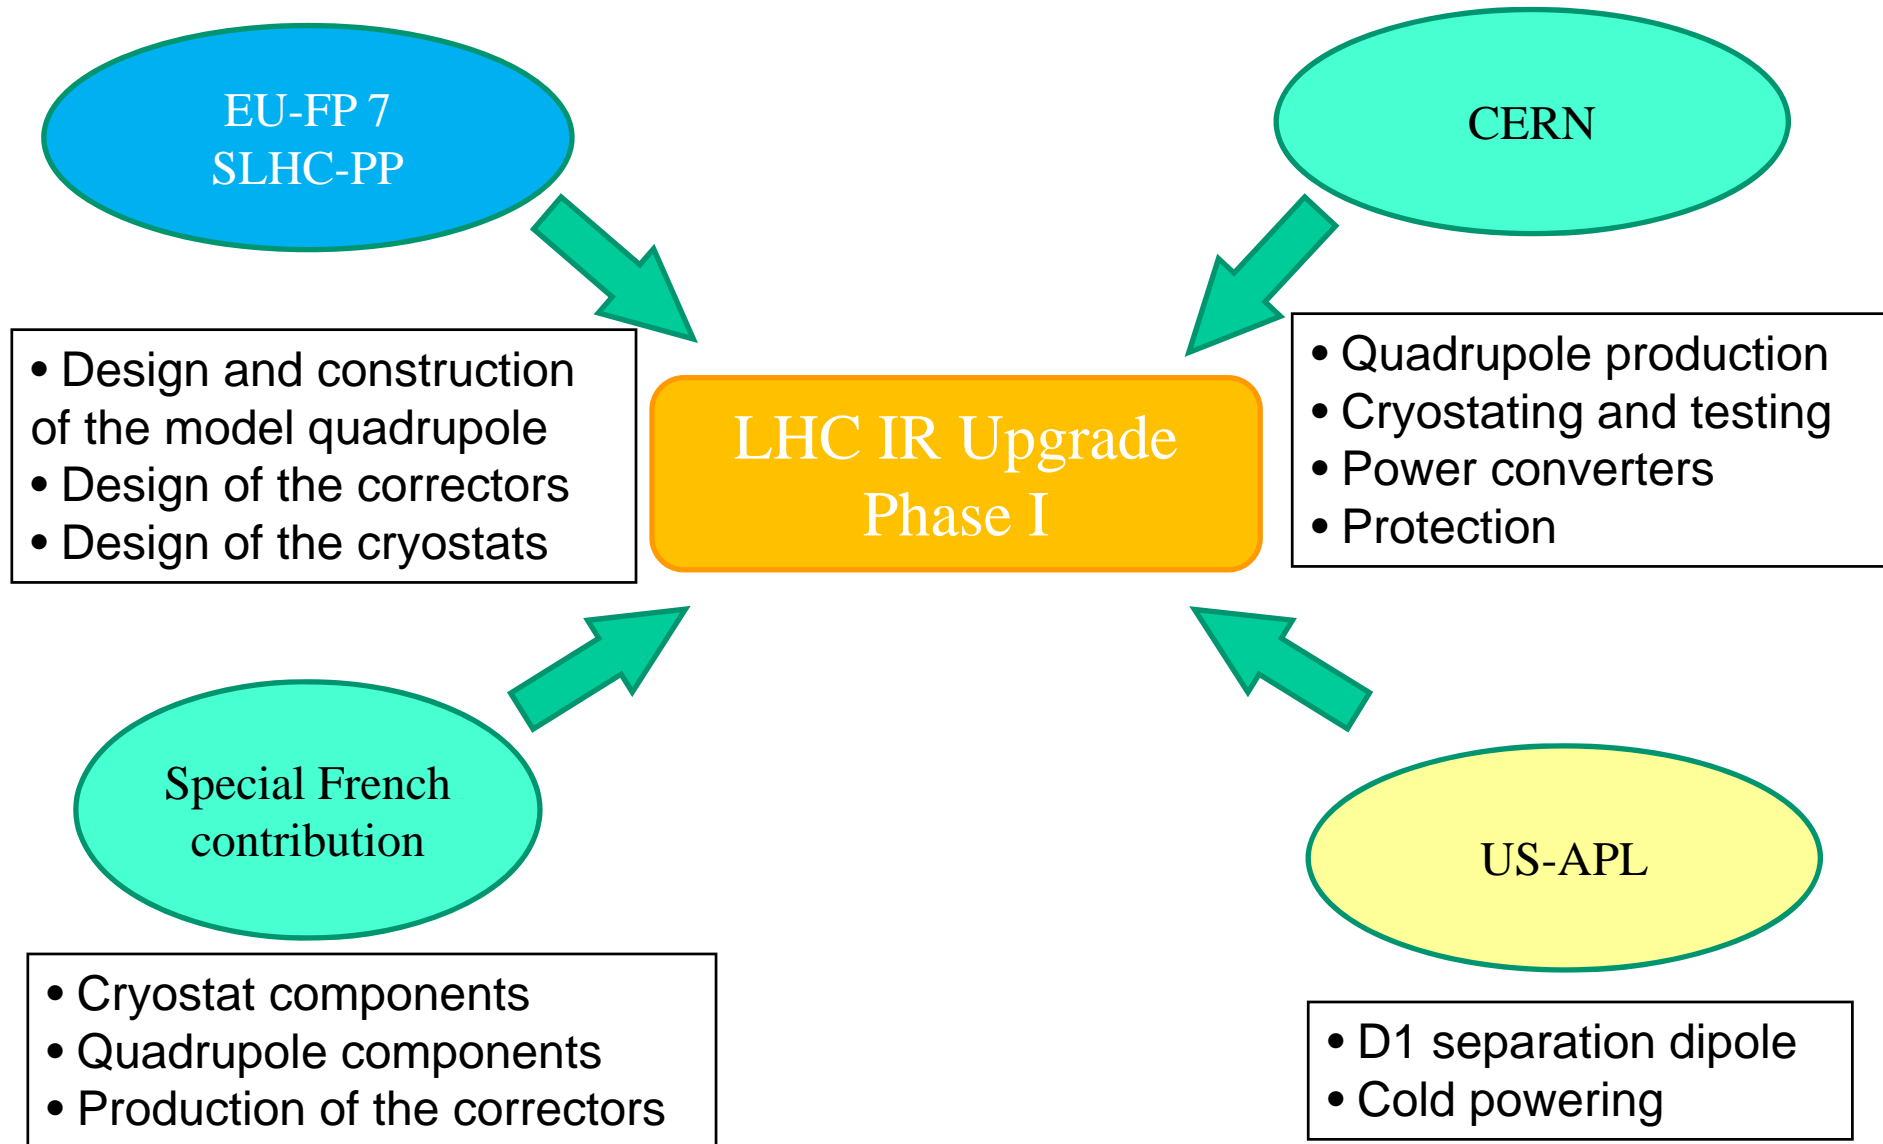 EU-FP 7
SLHC-PP
CERN
• Design and construction
of the model quadrupole
• Design of the correctors
• Design of the cryostats
LHC IR Upgrade
Phase I
• Quadrupole production
• Cryostating and testing
• Power converters
• Protection
Special French
contribution
US-APL
• Cryostat components
• Quadrupole components
• Production of the correctors
• D1 separation dipole
• Cold powering